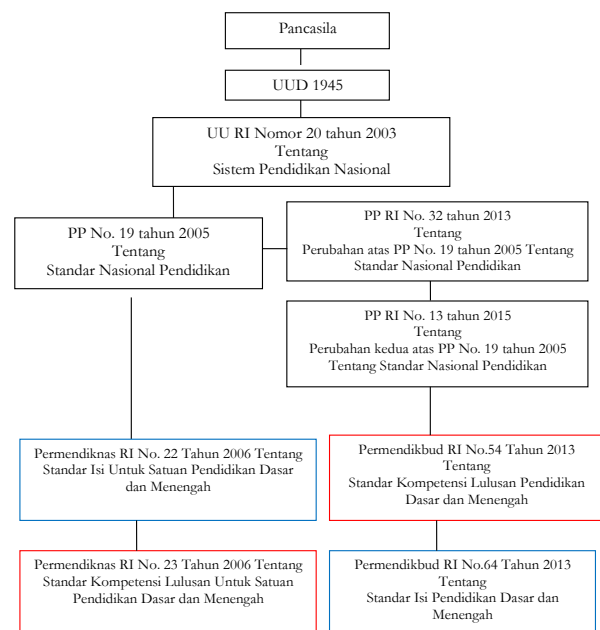 Pancasila
UUD 1945
UU RI Nomor 20 tahun 2003
Tentang
Sistem Pendidikan Nasional
PP No. 19 tahun 2005
Tentang
Standar Nasional Pendidikan
PP RI No. 32 tahun 2013
Tentang
Perubahan atas PP No. 19 tahun 2005 Tentang
Standar Nasional Pendidikan
PP RI No. 13 tahun 2015
Tentang
Perubahan kedua atas PP No. 19 tahun 2005
Tentang Standar Nasional Pendidikan
Permendiknas RI No. 22 Tahun 2006 Tentang
Standar Isi Untuk Satuan Pendidikan Dasar
dan Menengah
Permendikbud RI No.54 Tahun 2013
Tentang
Standar Kompetensi Lulusan Pendidikan
Dasar dan Menengah
Permendiknas RI No. 23 Tahun 2006 Tentang
Standar Kompetensi Lulusan Untuk Satuan
Pendidikan Dasar dan Menengah
Permendikbud RI No.64 Tahun 2013
Tentang
Standar Isi Pendidikan Dasar dan
Menengah